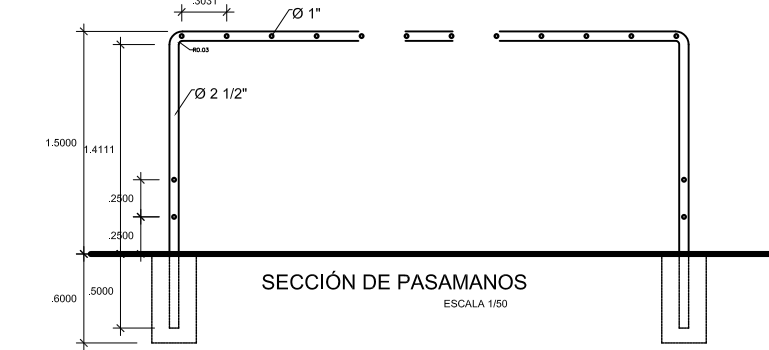 .3031
Ø 1"
R0.03
Ø 2 1/2"
1.5000
1.4111
.2500
.2500
.6000
.5000
SECCIÓN DE PASAMANOS
ESCALA 1/50